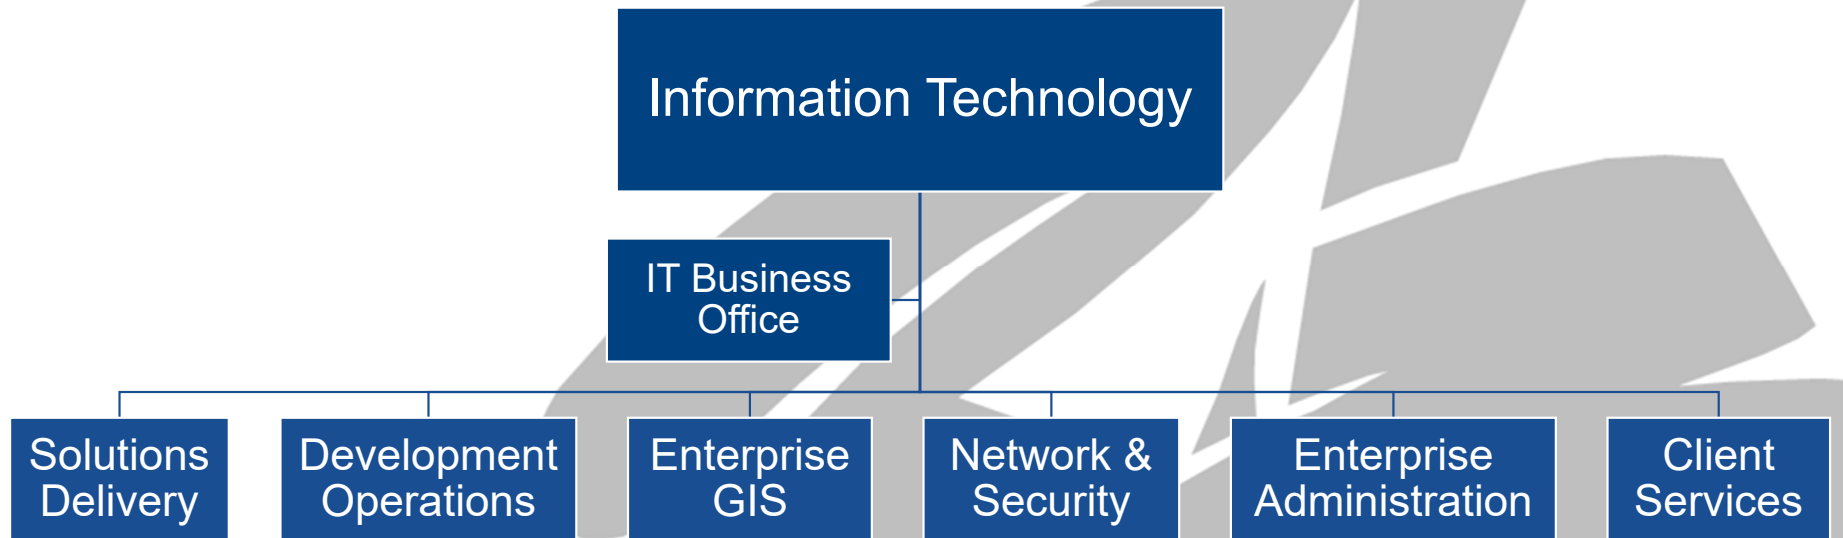 Information Technology
IT Business
Office
Solutions
Delivery
Development
Operations
Enterprise
GIS
Network &
Security
Enterprise
Administration
Client
Services